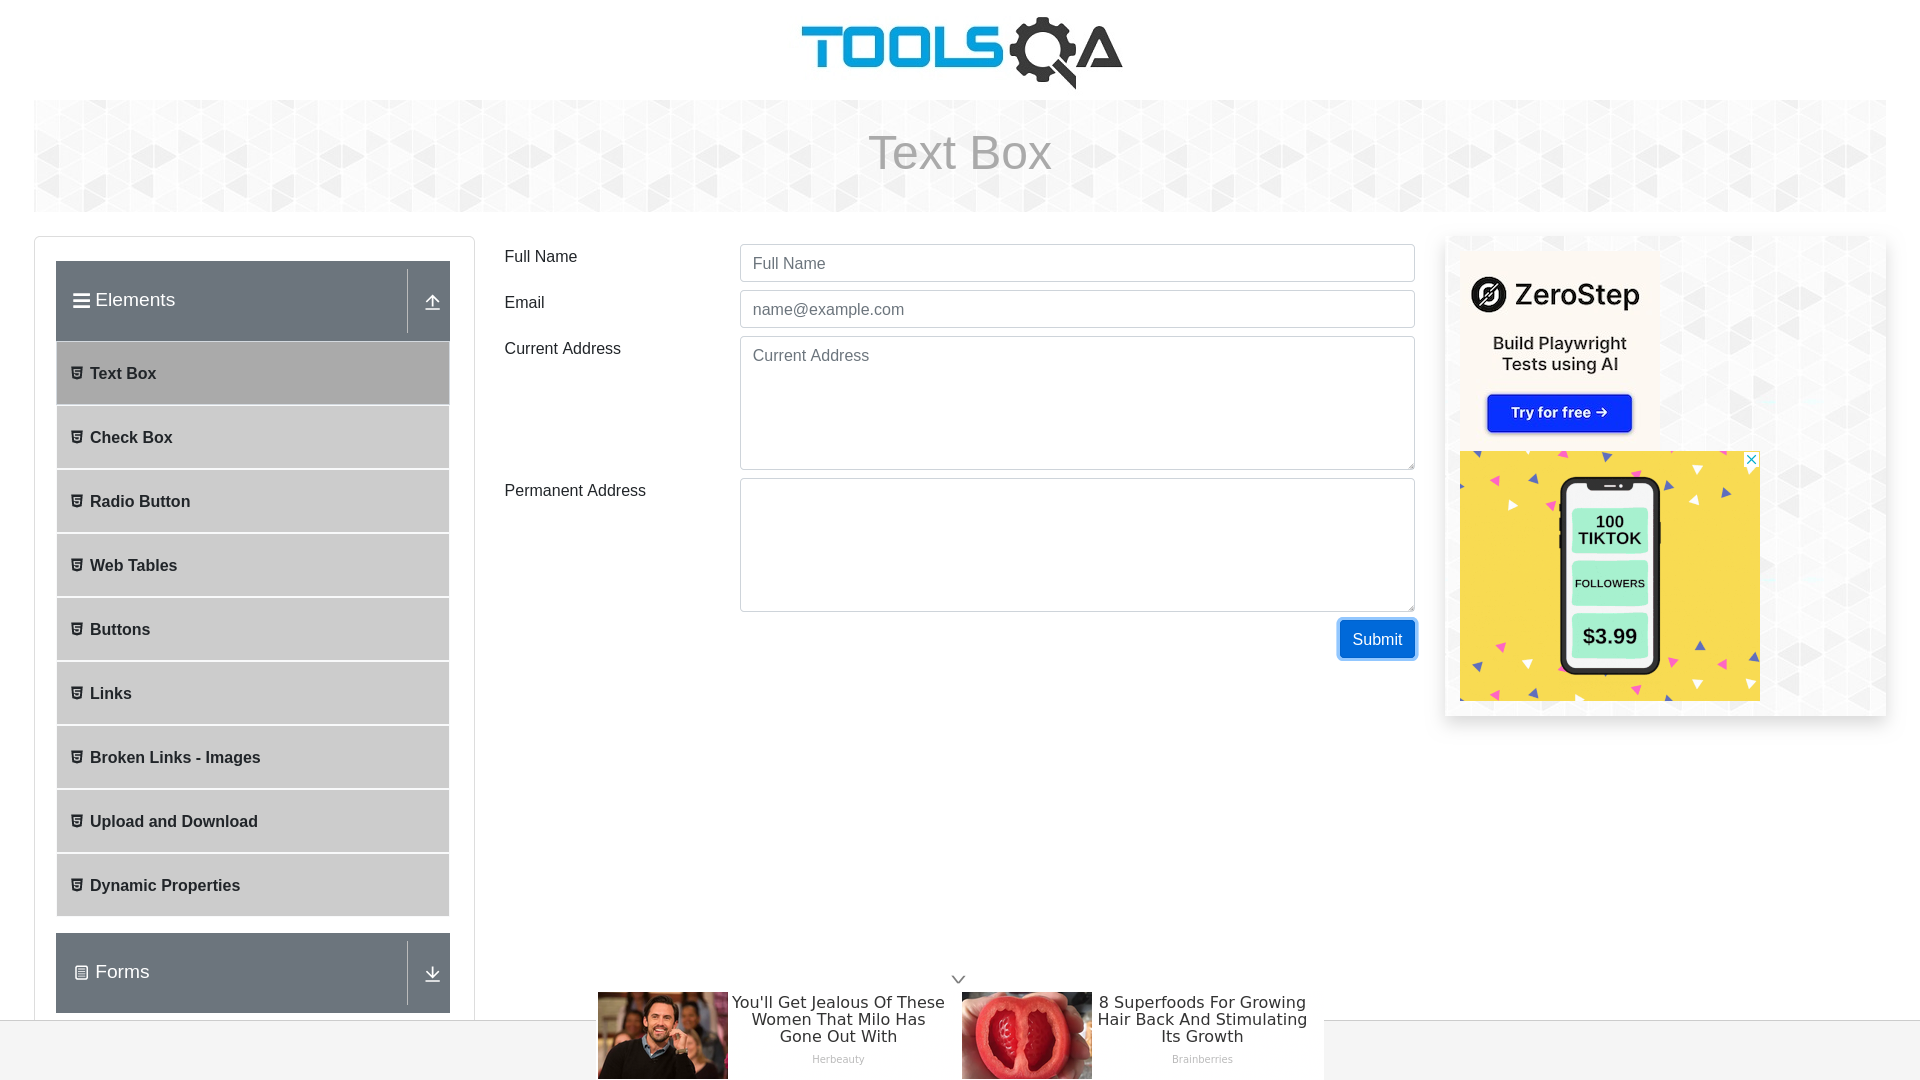 TOOLSQA
Text Box
Elements
Text Box
Check Box
Radio Button
Web Tables
Buttons
Links
Broken Links - Images
Upload and Download
Dynamic Properties
Forms
Full Name
Full Name
Email
name@example.com
Current Address
Current Address
Permanent Address
Submit
ZeroStep
Build Playwright
Tests using AI
Try for free →
100
TIKTOK
FOLLOWERS
$3.99
You'll Get Jealous Of These
Women That Milo Has
Gone Out With
Herbeauty
8 Superfoods For Growing
Hair Back And Stimulating
Its Growth
Brainberries